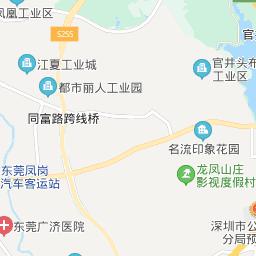 凤凰工业区
S255
官井
江夏工业城
官井头布
工业区
都市丽人工业园
同富路跨线桥
名流印象花园
东莞凤岗
汽车客运站
龙凤山庄
影视度假村
东莞广济医院
深圳市公
分局预